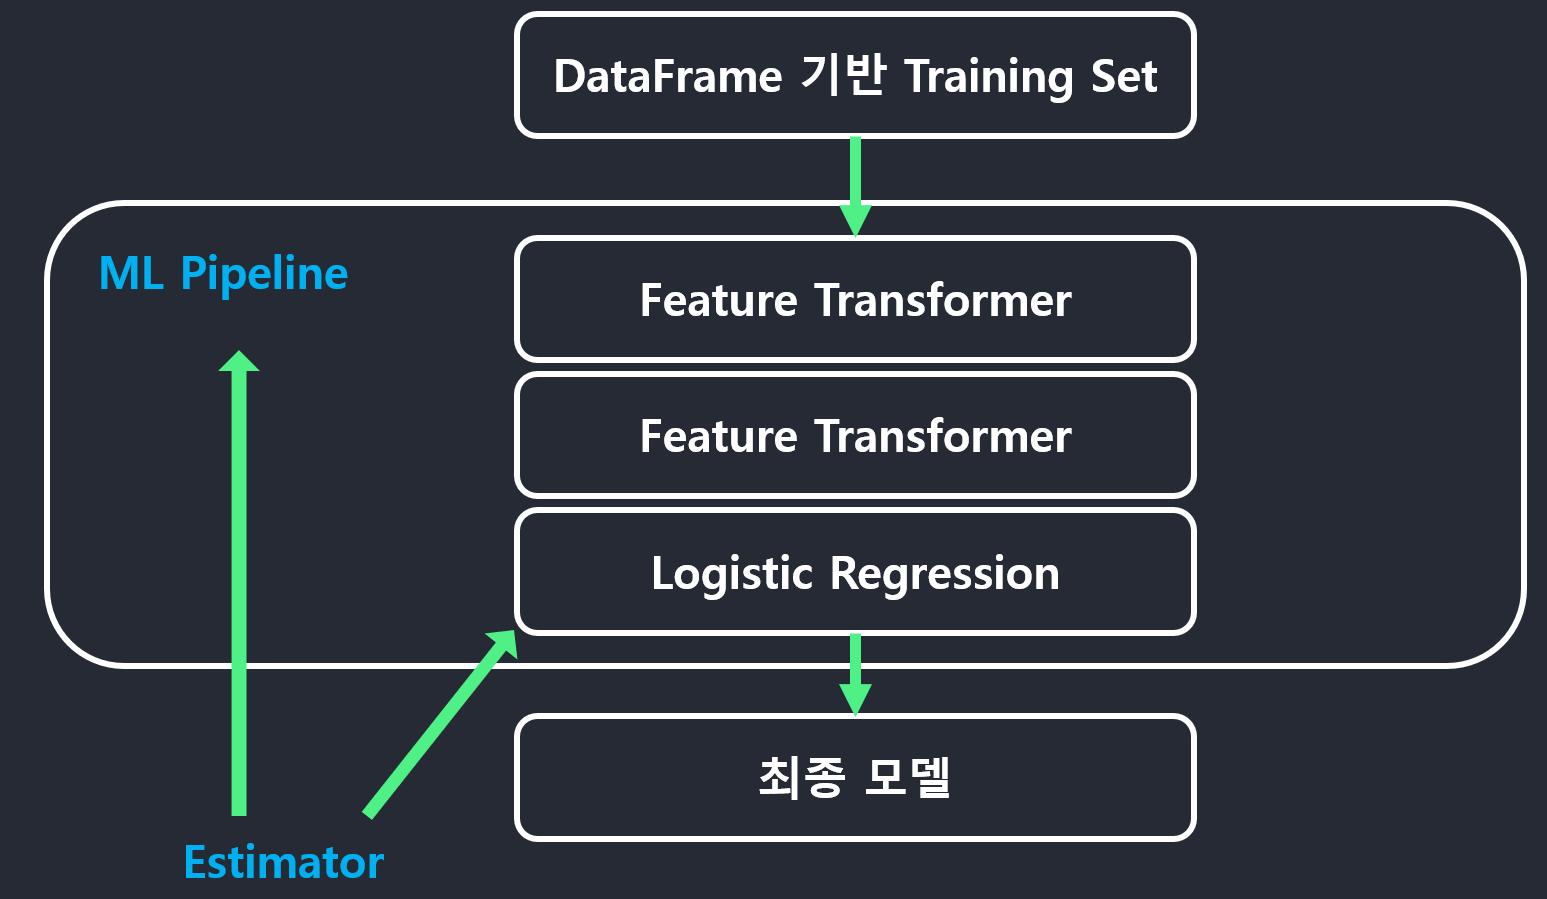 DataFrame 기반 Training Set
ML Pipeline
Feature Transformer
Feature Transformer
Logistic Regression
최종 모델
Estimator